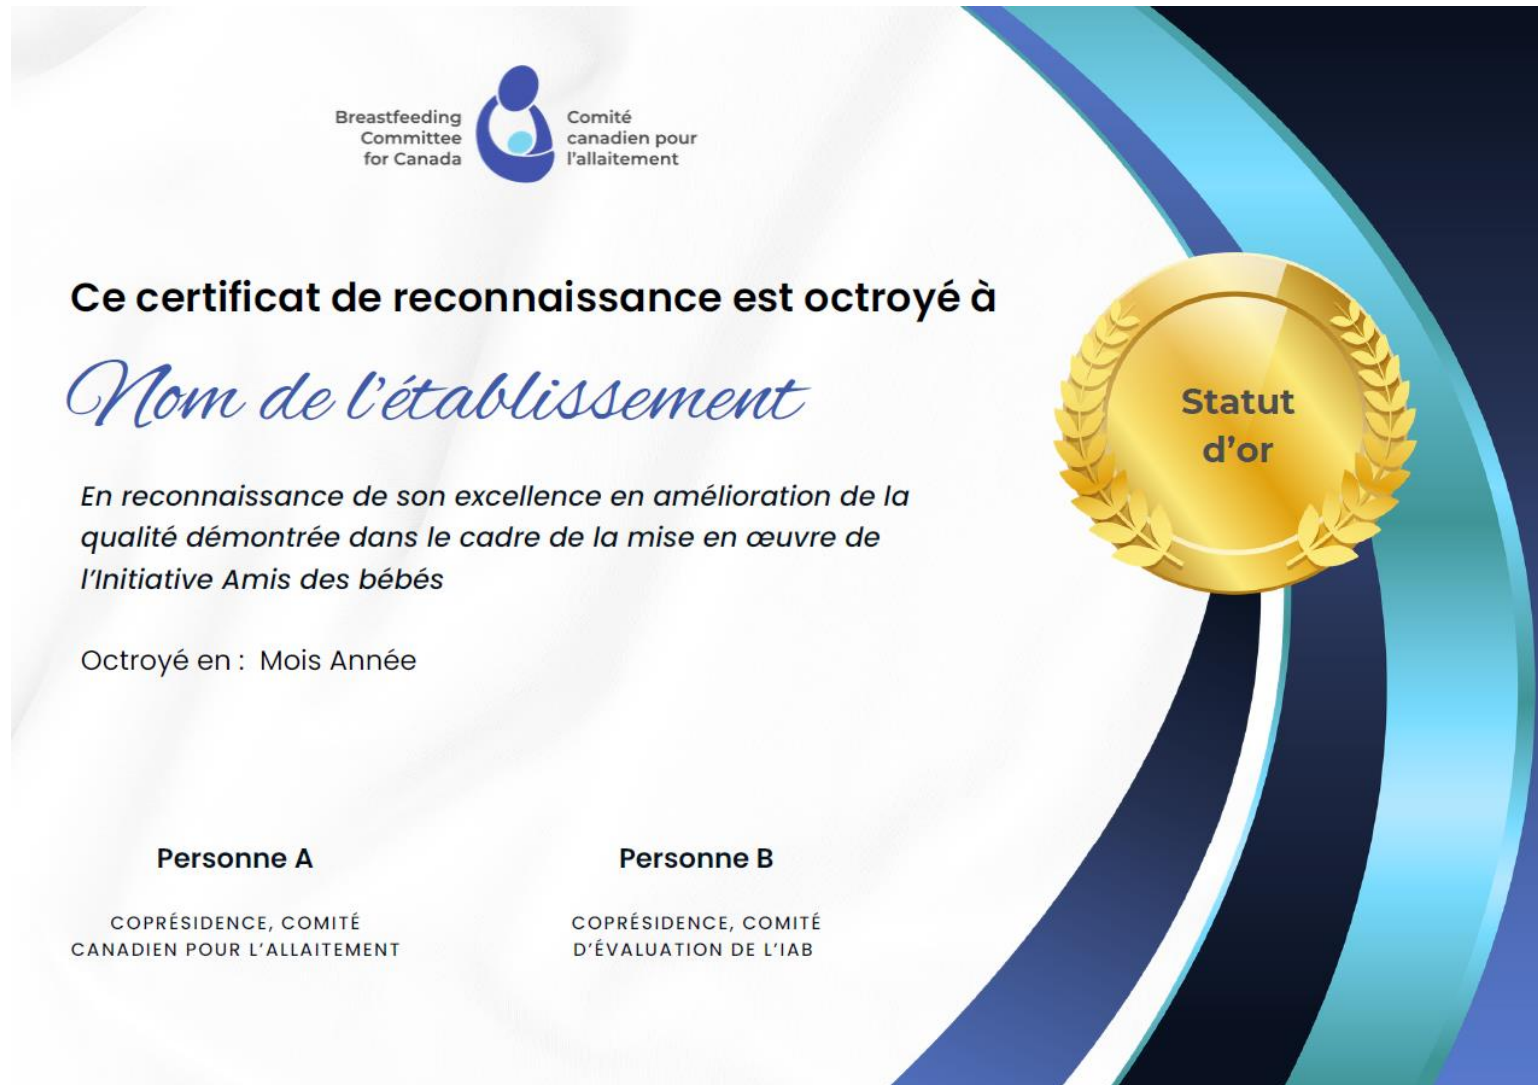 Breastfeeding
Committee
for Canada
Comité
canadien pour
l'allaitement
Ce certificat de reconnaissance est octroyé à
Nom de l'établissement
En reconnaissance de son excellence en amélioration de la
qualité démontrée dans le cadre de la mise en œuvre de
l'Initiative Amis des bébés
Octroyé en :  Mois Année
Statut
d'or
Personne A
COPRÉSIDENCE, COMITÉ
CANADIEN POUR L'ALLAITEMENT
Personne B
COPRÉSIDENCE, COMITÉ
D'ÉVALUATION DE L'IAB